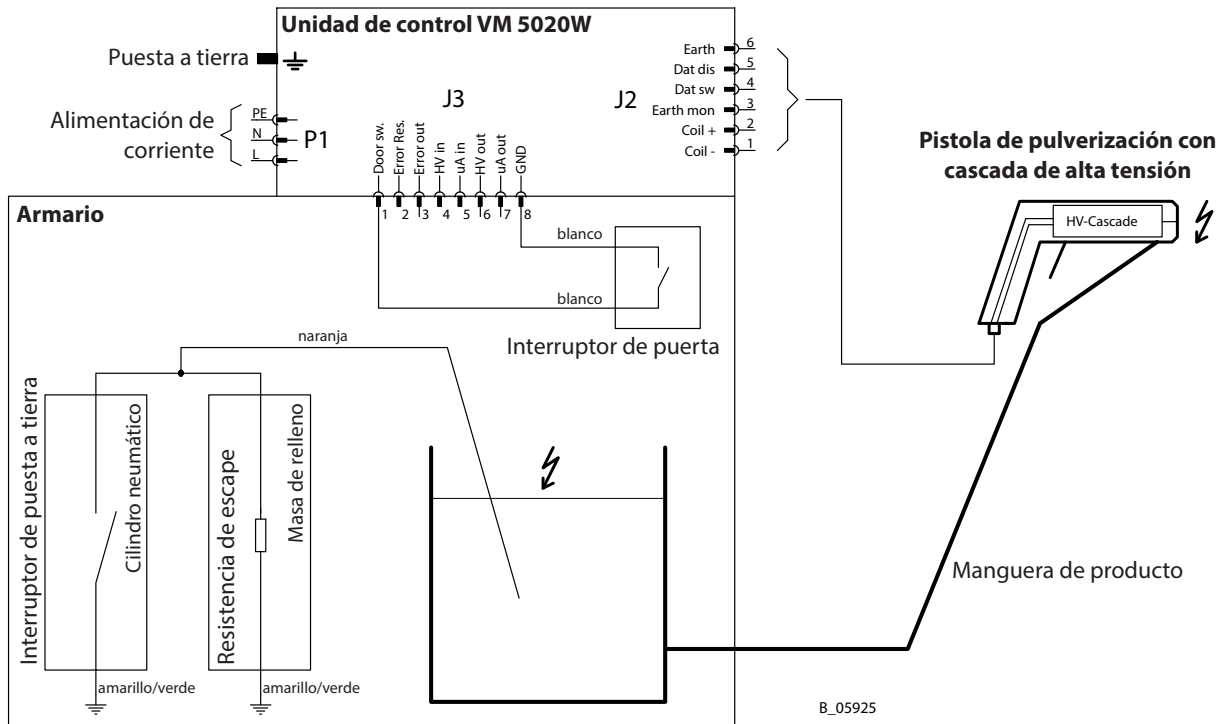 Unidad de control VM 5020W
Puesta a tierra
Alimentación de
corriente
PE
N
L
P1
J3
Door sw.
Error Res.
Error out
HV in
uA in
HV out
uA out
GND
1
2
3
4
5
6
7
8
J2
Earth
6
Dat dis
5
Dat sw
4
Earth mon
3
Coil +
2
Coil -
1
Pistola de pulverización con
cascada de alta tensión
HV-Cascade
Armario
blanco
blanco
Interruptor de puerta
naranja
Interruptor de puesta a tierra
Cilindro neumático
Resistencia de escape
Masa de relleno
amarillo/verde
amarillo/verde
Manguera de producto
B_05925